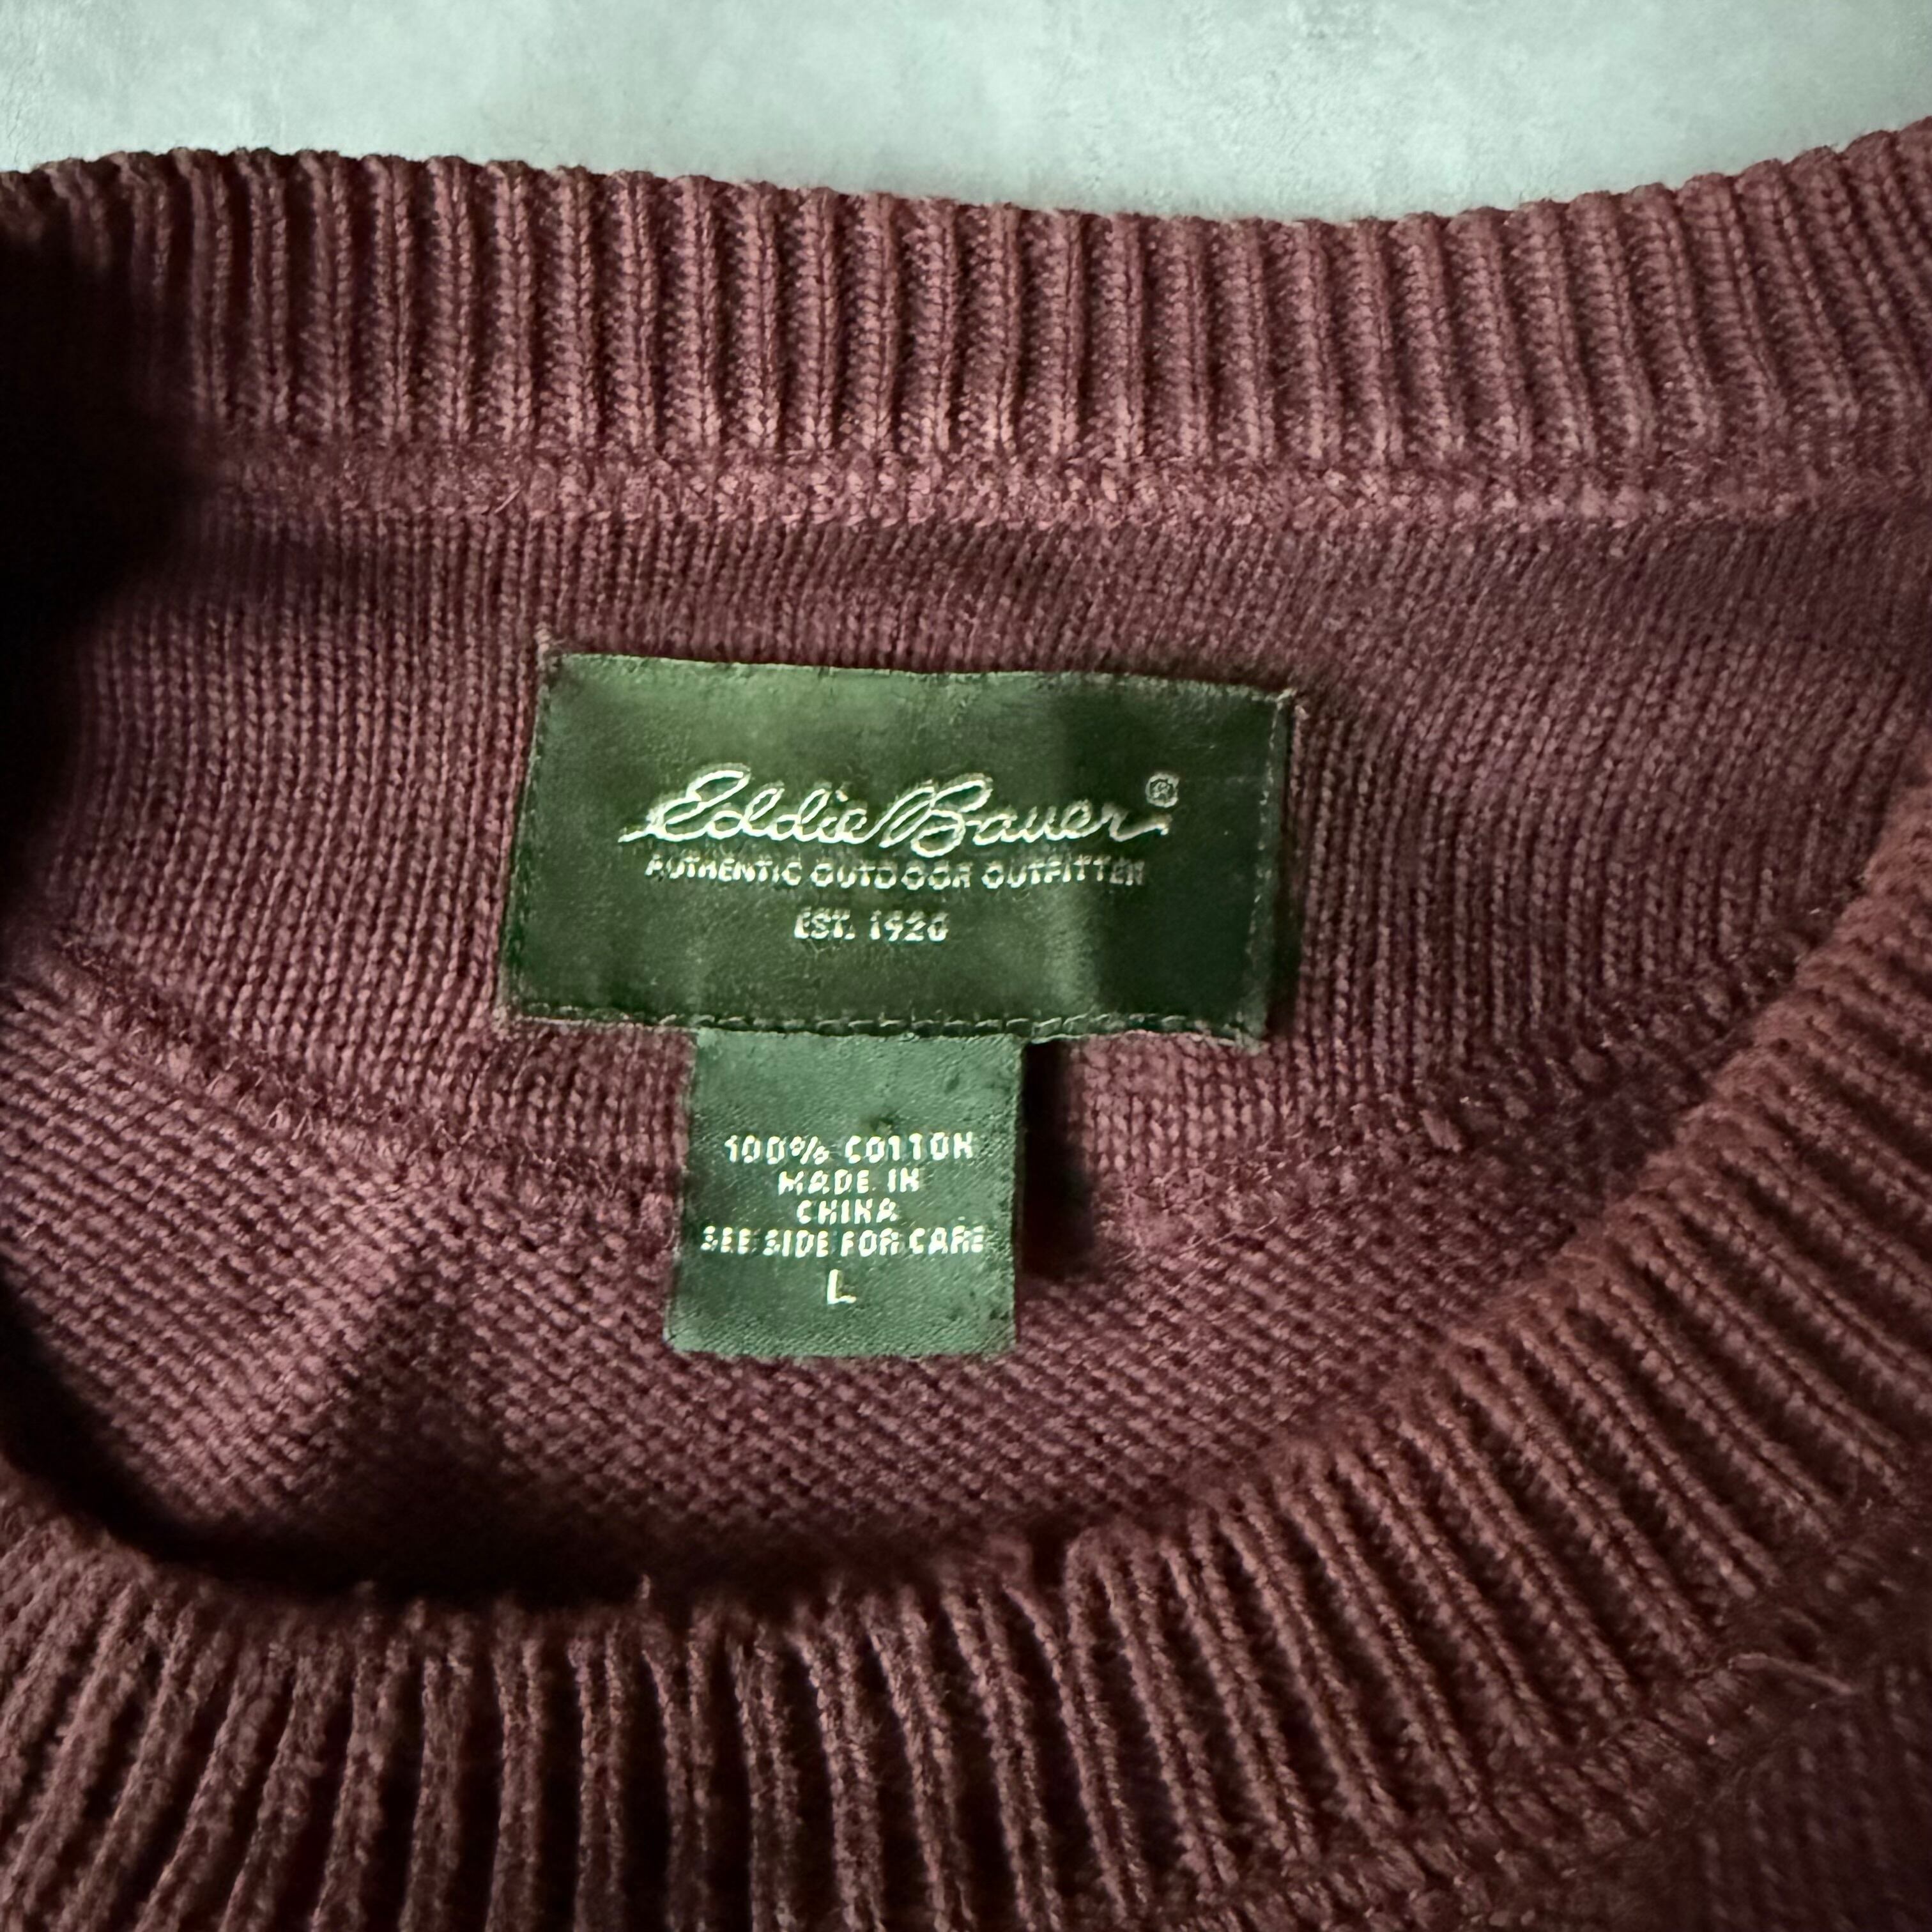 Eddie Bauer®
AUTHENTIC OUTDOOR OUTFITTER
EST. 1920
100% COTTON
MADE IN
CHINA
SEE SIDE FOR CARE
L